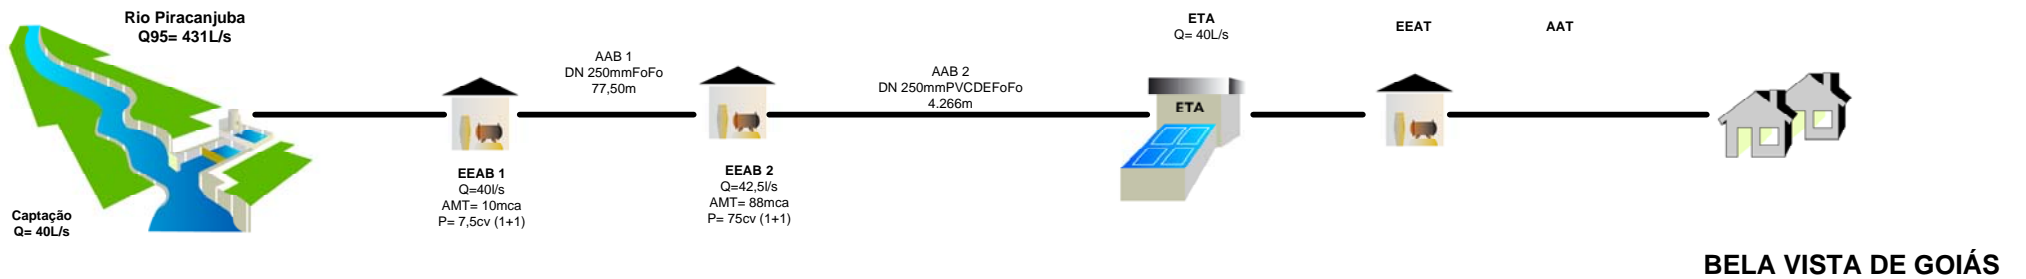 Rio Piracanjuba
Q95= 431L/s
Captação
Q= 40L/s
EEAB 1
Q=40l/s
AMT= 10mca
P= 7,5cv (1+1)
AAB 1
DN 250mmFoFo
77,50m
EEAB 2
Q=42,5l/s
AMT= 88mca
P= 75cv (1+1)
AAB 2
DN 250mmPVCDEFoFo
4.266m
ETA
Q= 40L/s
ETA
EEAT
AAT
BELA VISTA DE GOIÁS